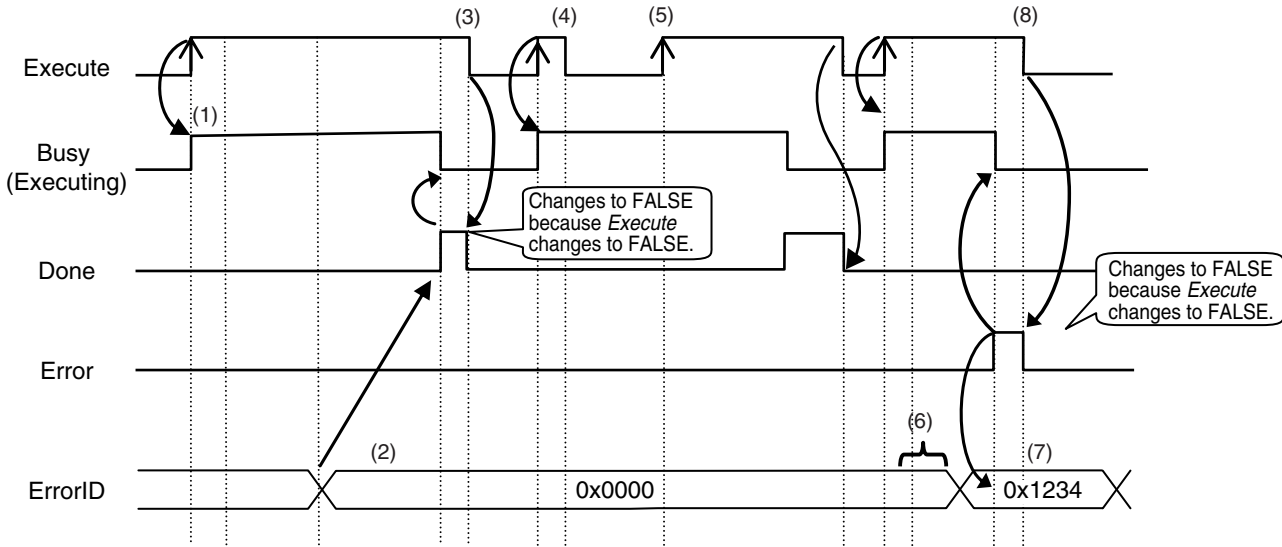 (3)
(4)
(5)
(8)
Execute
(1)
Busy
(Executing)
Changes to FALSE
because Execute
changes to FALSE.
Done
Changes to FALSE
because Execute
changes to FALSE.
Error
(2)
(6)
(7)
ErrorID
0x0000
0x1234